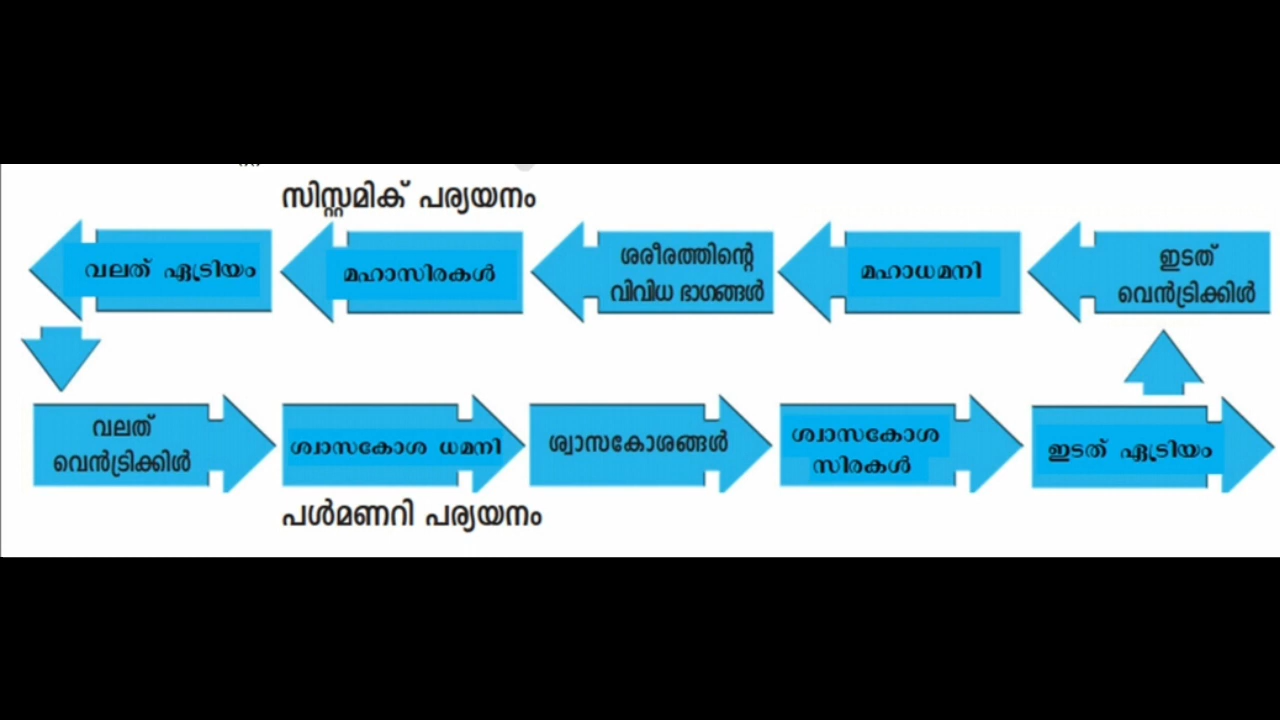 സിസ്റ്റമിക് പര്യയനം
വലത് ഏട്രിയം
മഹാസിരകൾ
ശരീരത്തിന്റെ
വിവിധ ഭാഗങ്ങൾ
മഹാധമനി
ഇടത്
വെൻട്രിക്കിൾ
വലത്
വെൻട്രിക്കിൾ
ശ്വാസകോശ ധമനി
ശ്വാസകോശങ്ങൾ
ശ്വാസകോശ
സിരകൾ
ഇടത് ഏട്രിയം
പൾമണറി പര്യയനം